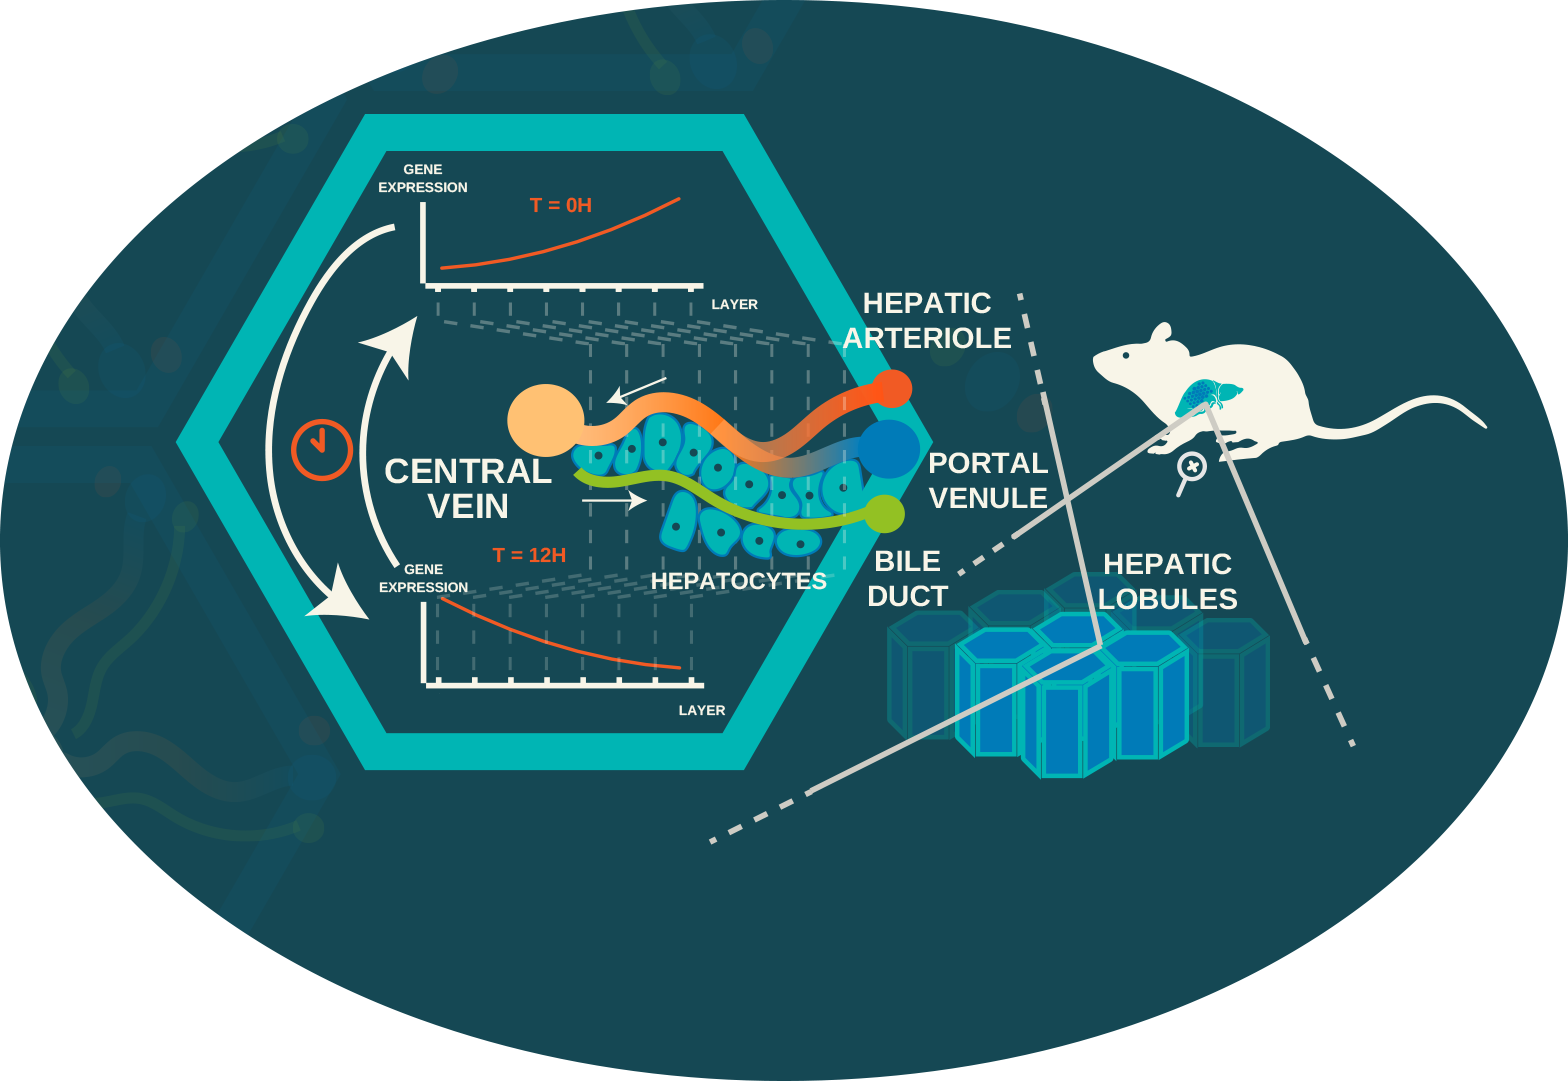 GENE
EXPRESSION
T = 0H
LAYER
HEPATIC
ARTERIOLE
CENTRAL
VEIN
PORTAL
VENULE
T = 12H
GENE
EXPRESSION
HEPATOCYTES
BILE
DUCT
HEPATIC
LOBULES
LAYER